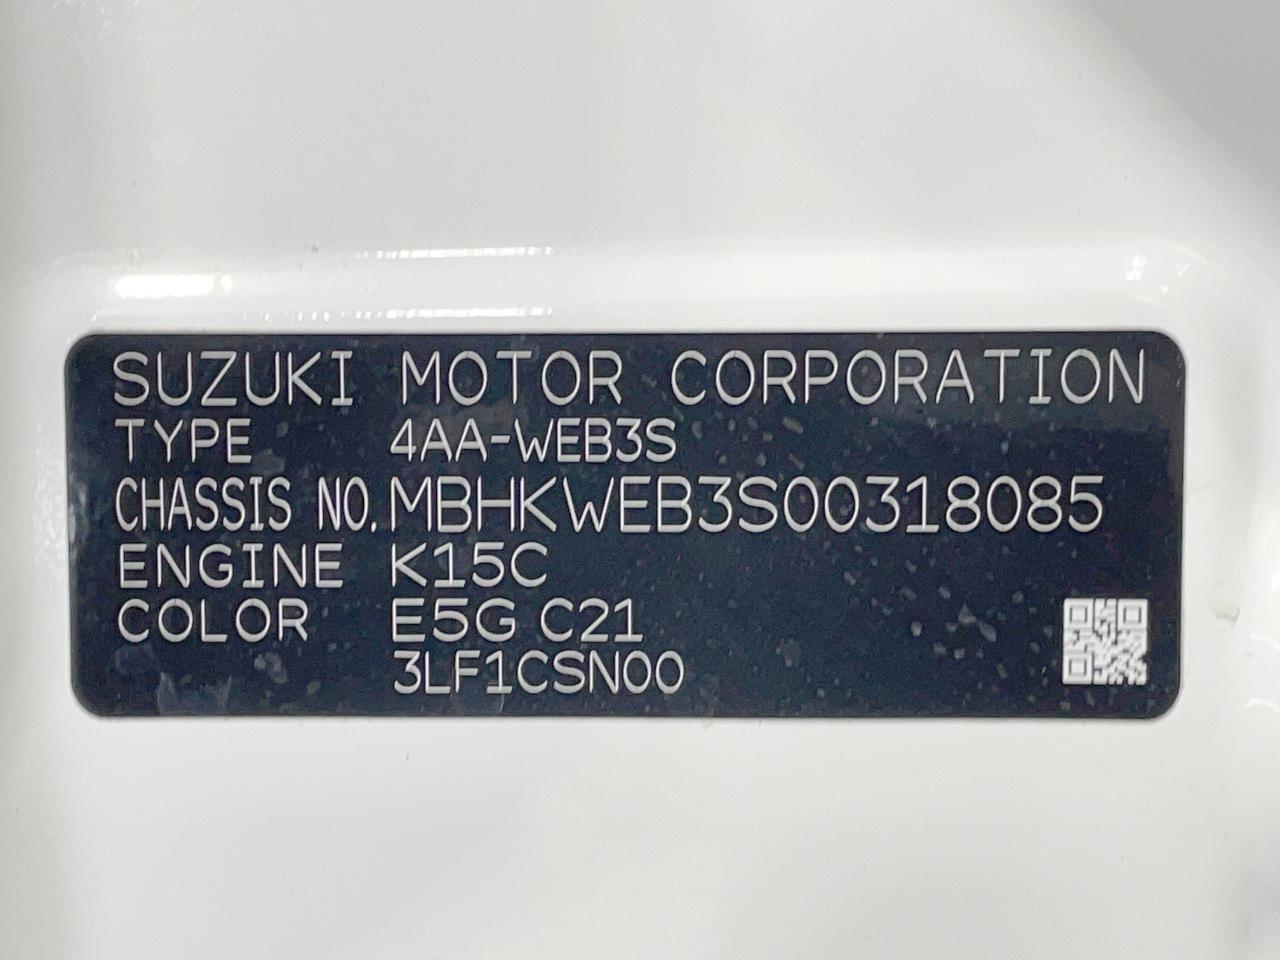 SUZUKI MOTOR CORPORATION
TYPE 4AA-WEB3S
CHASSIS NO. MBHKWEB3S00318085
ENGINE K15C
COLOR E5G C21
3LF1CSN00